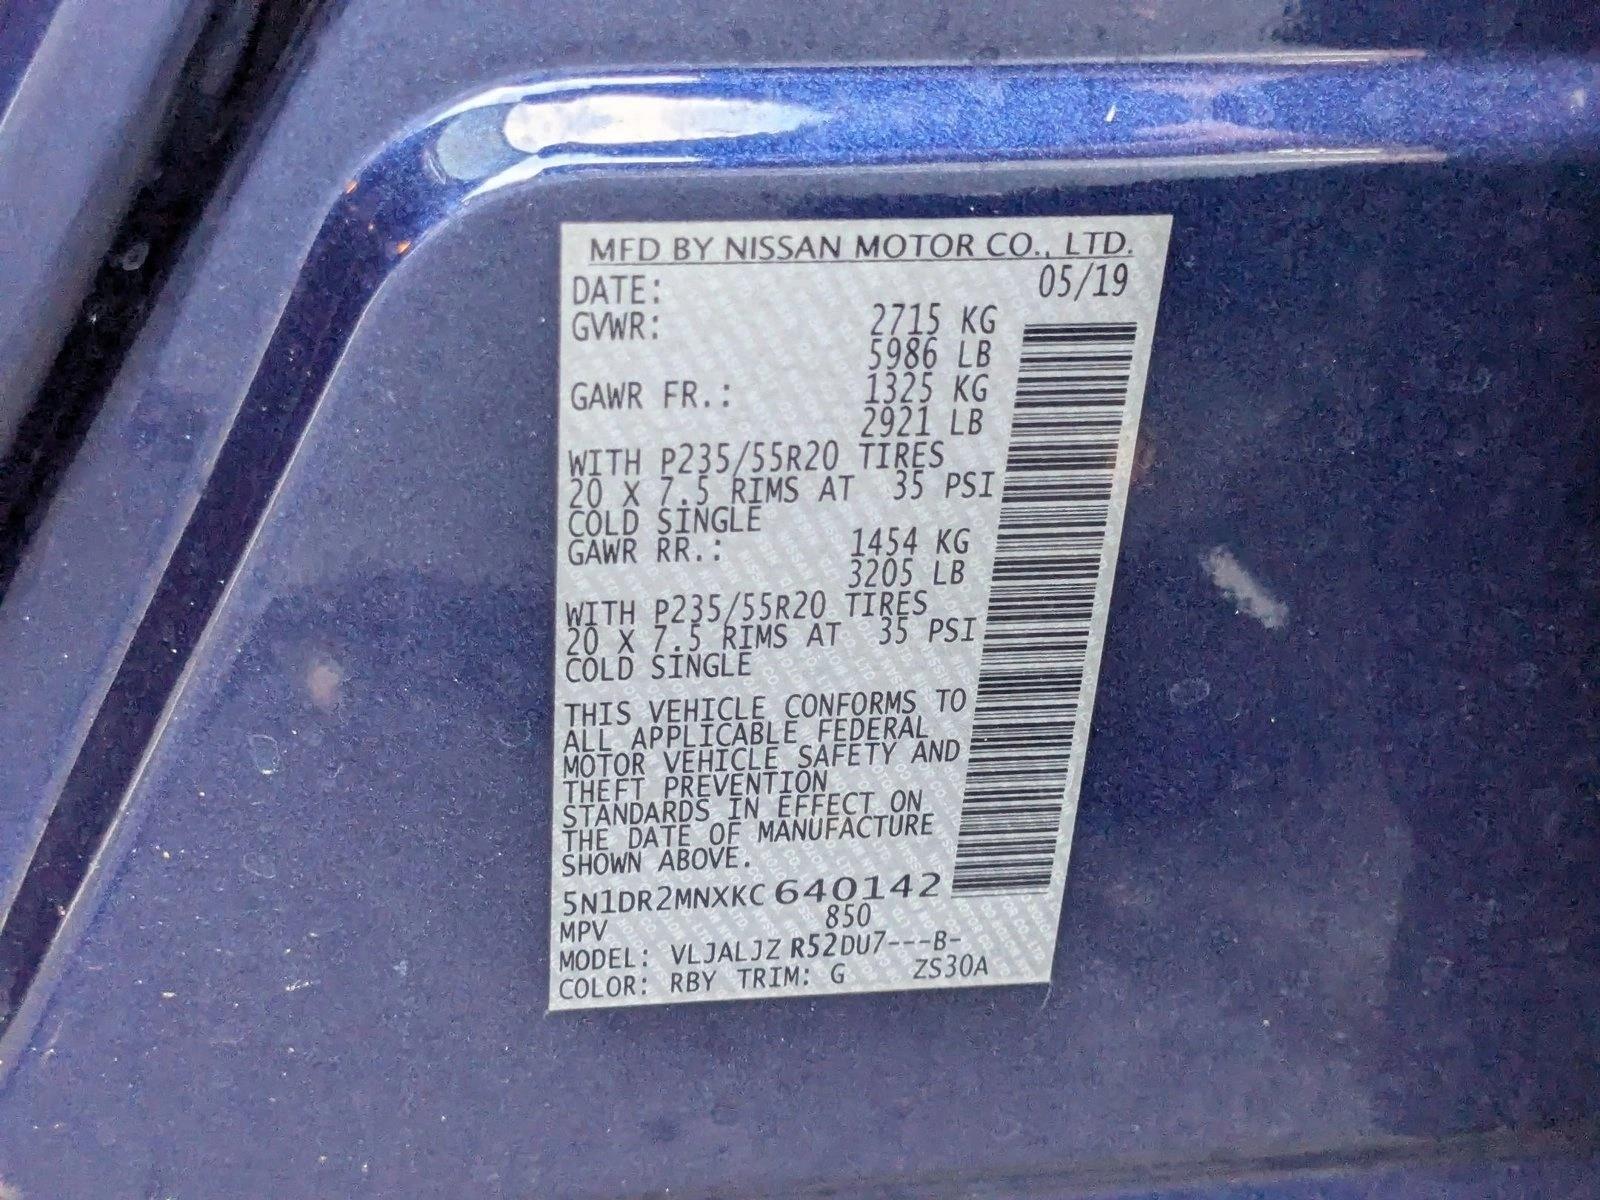 MFD BY NISSAN MOTOR CO., LTD.
DATE: 05/19
GVWR: 2715 KG
5986 LB
GAWR FR.: 1325 KG
2921 LB
WITH P235/55R20 TIRES
20 X 7.5 RIMS AT 35 PSI
COLD SINGLE
GAWR RR.: 1454 KG
3205 LB
WITH P235/55R20 TIRES
20 X 7.5 RIMS AT 35 PSI
COLD SINGLE
THIS VEHICLE CONFORMS TO
ALL APPLICABLE FEDERAL
MOTOR VEHICLE SAFETY AND
THEFT PREVENTION
STANDARDS IN EFFECT ON
THE DATE OF MANUFACTURE
SHOWN ABOVE.
5N1DR2MNXKC 640142
MPV 850
MODEL: VLJALJZ R52DU7---B-
COLOR: RBY TRIM: G ZS30A